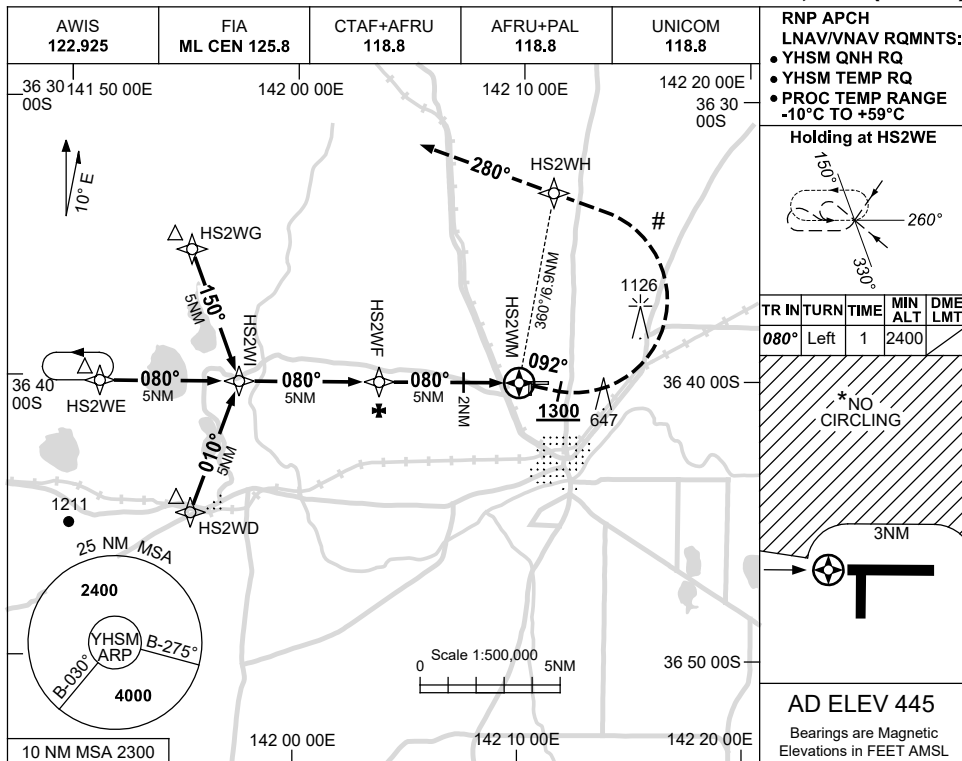 AWIS
122.925
FIA
ML CEN 125.8
CTAF+AFRU
118.8
AFRU+PAL
118.8
UNICOM
118.8
RNP APCH
LNAV/VNAV RQMNTS:
• YHSM QNH RQ
• YHSM TEMP RQ
• PROC TEMP RANGE
-10°C TO +59°C
36 30
00S
141 50 00E
142 00 00E
142 10 00E
142 20 00E
36 30
00S
Holding at HS2WE
150°
260°
330°
TR IN
TURN
TIME
MIN
ALT
DME
LMT
080°
Left
1
2400
10° E
280°
HS2WH
#
HS2WG
150°
5NM
HS2WI
HS2WF
360°/6.9NM
1126
HS2WM
092°
36 40
00S
HS2WE
080°
5NM
080°
5NM
080°
5NM
2NM
1300
647
36 40 00S
010°
5NM
HS2WD
1211
*NO
CIRCLING
3NM
25 NM MSA
2400
YHSM
ARP
B-275°
B-030°
4000
Scale 1:500,000
0
5NM
36 50 00S
10 NM MSA 2300
142 00 00E
142 10 00E
142 20 00E
AD ELEV 445
Bearings are Magnetic
Elevations in FEET AMSL